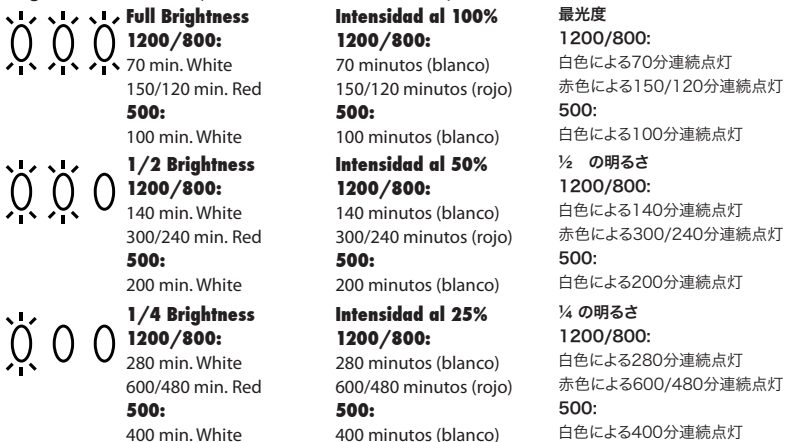 Full Brightness
1200/800:
70 min. White
150/120 min. Red
500:
100 min. White
1/2 Brightness
1200/800:
140 min. White
300/240 min. Red
500:
200 min. White
1/4 Brightness
1200/800:
280 min. White
600/480 min. Red
500:
400 min. White
Intensidad al 100%
1200/800:
70 minutos (blanco)
150/120 minutos (rojo)
500:
100 minutos (blanco)
Intensidad al 50%
1200/800:
140 minutos (blanco)
300/240 minutos (rojo)
500:
200 minutos (blanco)
Intensidad al 25%
1200/800:
280 minutos (blanco)
600/480 minutos (rojo)
500:
400 minutos (blanco)
最光度
1200/800:
白色による70分連続点灯
赤色による150/120分連続点灯
500:
白色による100分連続点灯
½　の明るさ
1200/800:
白色による140分連続点灯
赤色による300/240分連続点灯
500:
白色による200分連続点灯
¼ の明るさ
1200/800:
白色による280分連続点灯
赤色による600/480分連続点灯
500:
白色による400分連続点灯